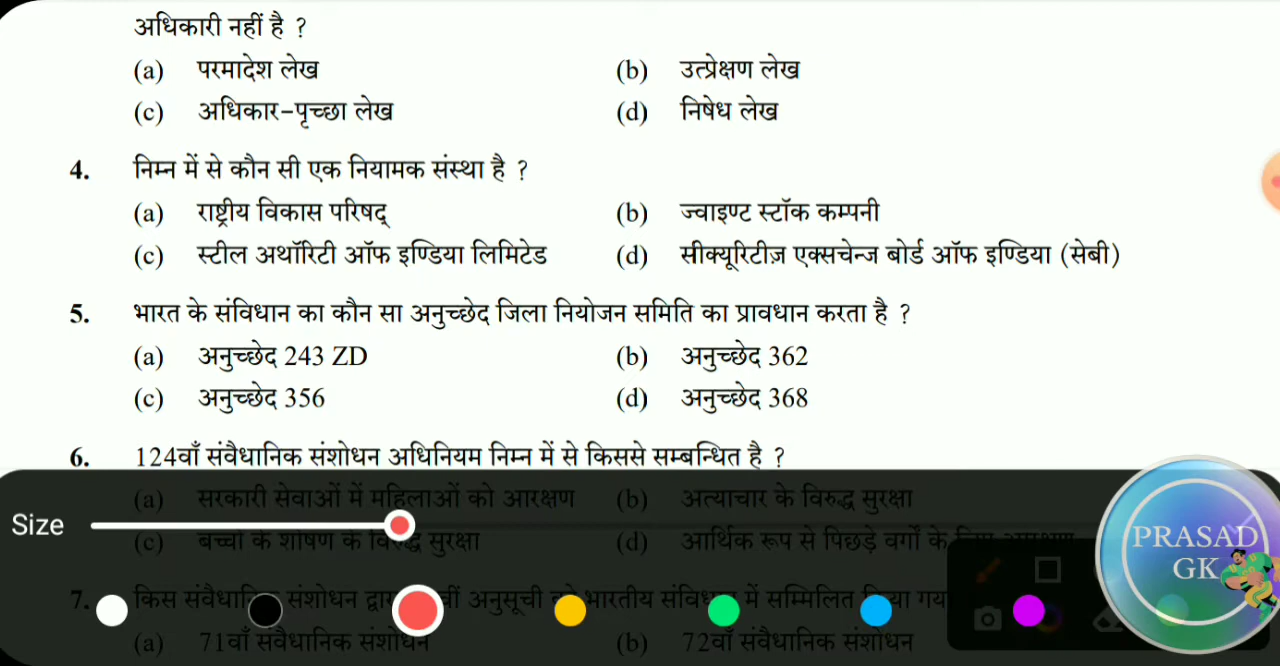 अधिकारी नहीं है ?
(a) परमादेश लेख (b) उत्प्रेक्षण लेख
(c) अधिकार-पृच्छा लेख (d) निषेध लेख
4. निम्न में से कौन सी एक नियामक संस्था है ?
(a) राष्ट्रीय विकास परिषद् (b) ज्वाइण्ट स्टॉक कम्पनी
(c) स्टील अथॉरिटी ऑफ इण्डिया लिमिटेड (d) सीक्यूरिटीज़ एक्सचेन्ज बोर्ड ऑफ इण्डिया (सेबी)
5. भारत के संविधान का कौन सा अनुच्छेद जिला नियोजन समिति का प्रावधान करता है ?
(a) अनुच्छेद 243 ZD (b) अनुच्छेद 362
(c) अनुच्छेद 356 (d) अनुच्छेद 368
6. 124वाँ संवैधानिक संशोधन अधिनियम निम्न में से किससे सम्बन्धित है ?
(a) सरकारी सेवाओं में महिलाओं को आरक्षण (b) अत्याचार के विरुद्ध सुरक्षा
Size
(c) बच्चों के शोषण के विरुद्ध सुरक्षा (d) आर्थिक रूप से पिछड़े वर्गों के
PRASAD
GK
7. किस संशोधन अनुसूची भारतीय में सम्मिलित
(a) 71वाँ संवैधानिक संशोधन (b) 72वाँ संवैधानिक संशोधन